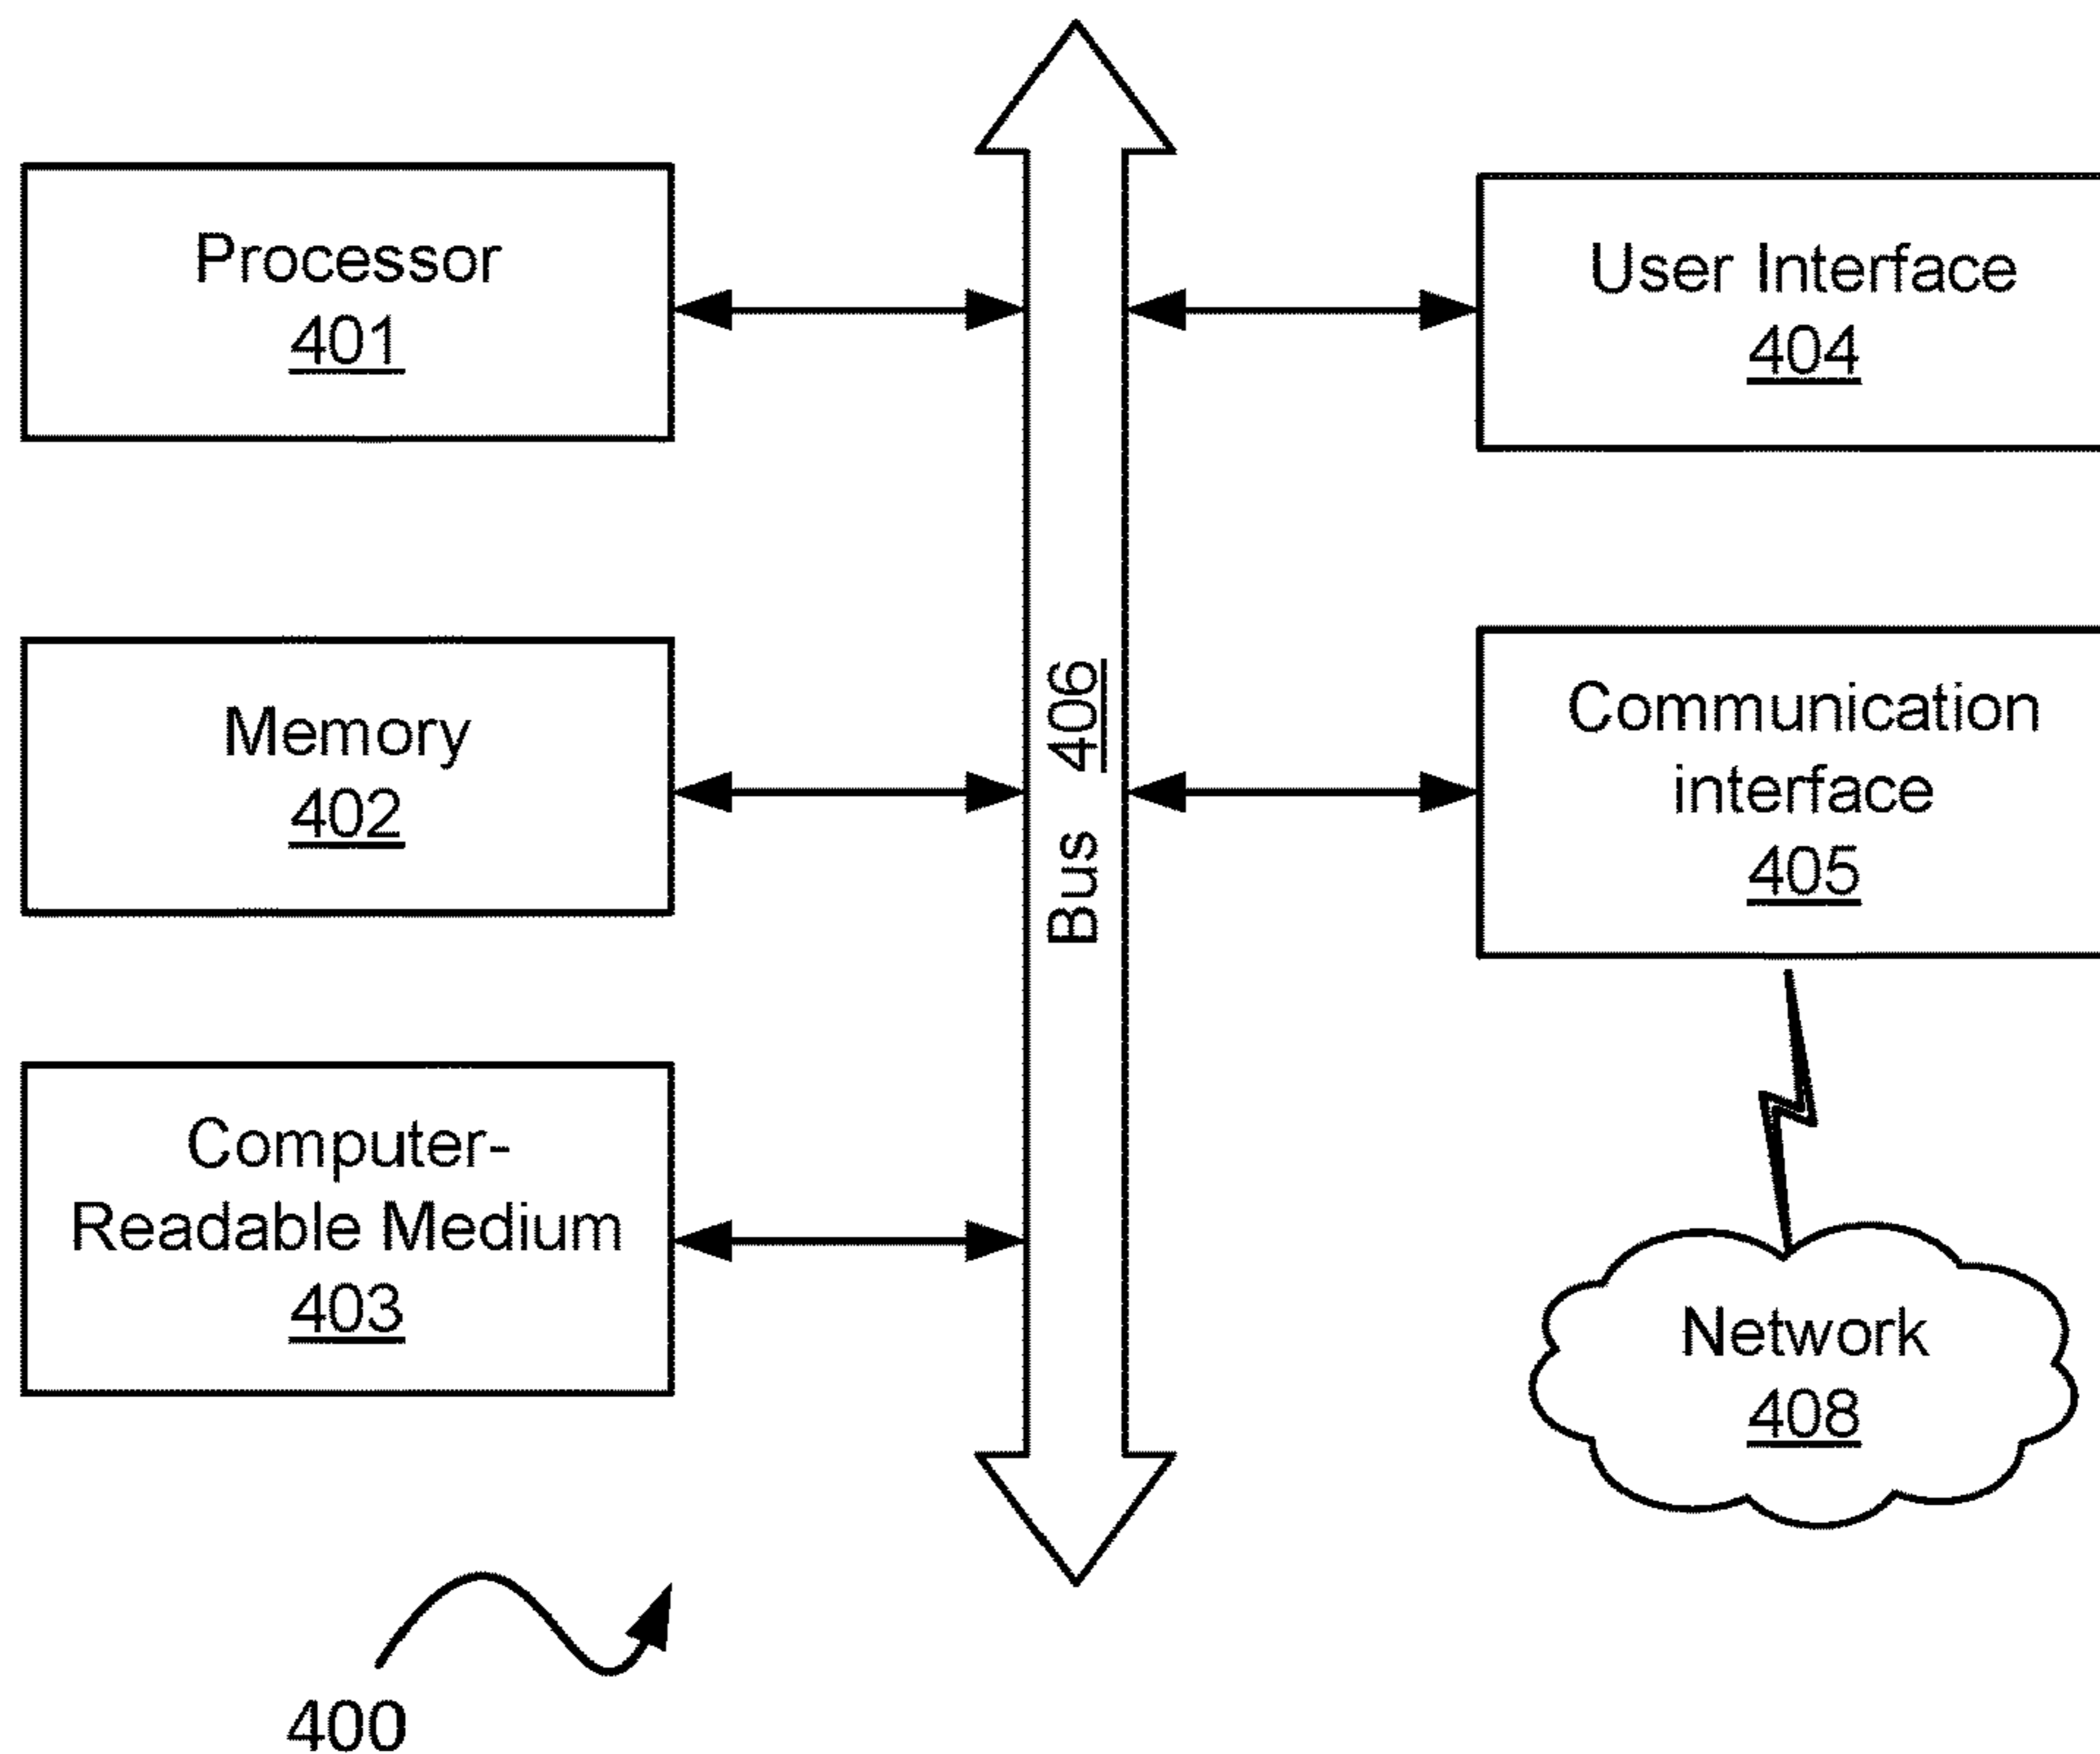 Processor
401
Memory
402
Computer-
Readable Medium
403
Bus 406
User Interface
404
Communication
interface
405
Network
408
400